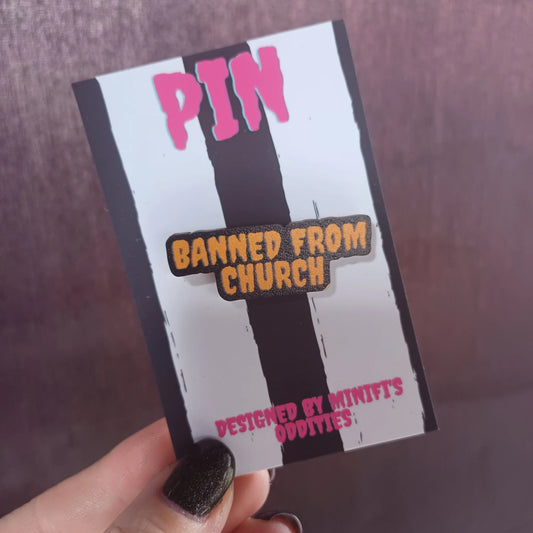 PIN
BANNED FROM
CHURCH
DESIGNED BY MINIFI'S
ODDITIES